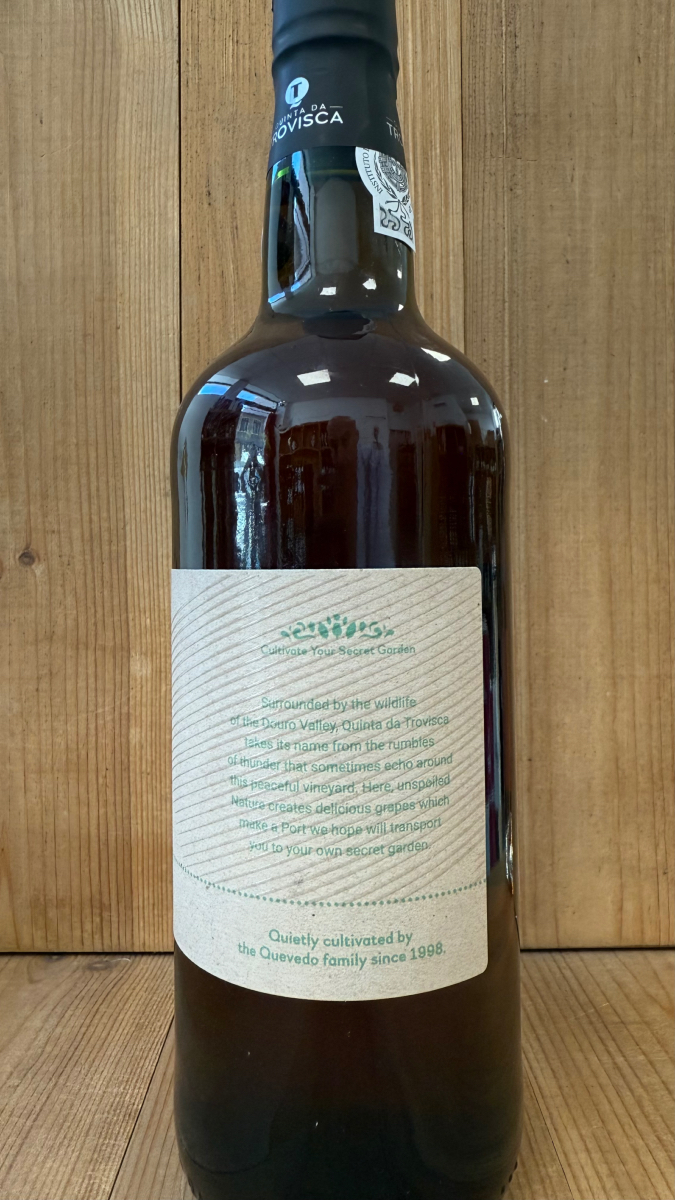 T
QUINTA DA
TROVISCA
TR
INSTITUTO
Cultivate Your Secret Garden
Surrounded by the wildlife
of the Douro Valley, Quinta da Trovisca
takes its name from the rumbles
of thunder that sometimes echo around
this peaceful vineyard. Here, unspoiled
Nature creates delicious grapes which
make a Port we hope will transport
you to your own secret garden.
Quietly cultivated by
the Quevedo family since 1998.